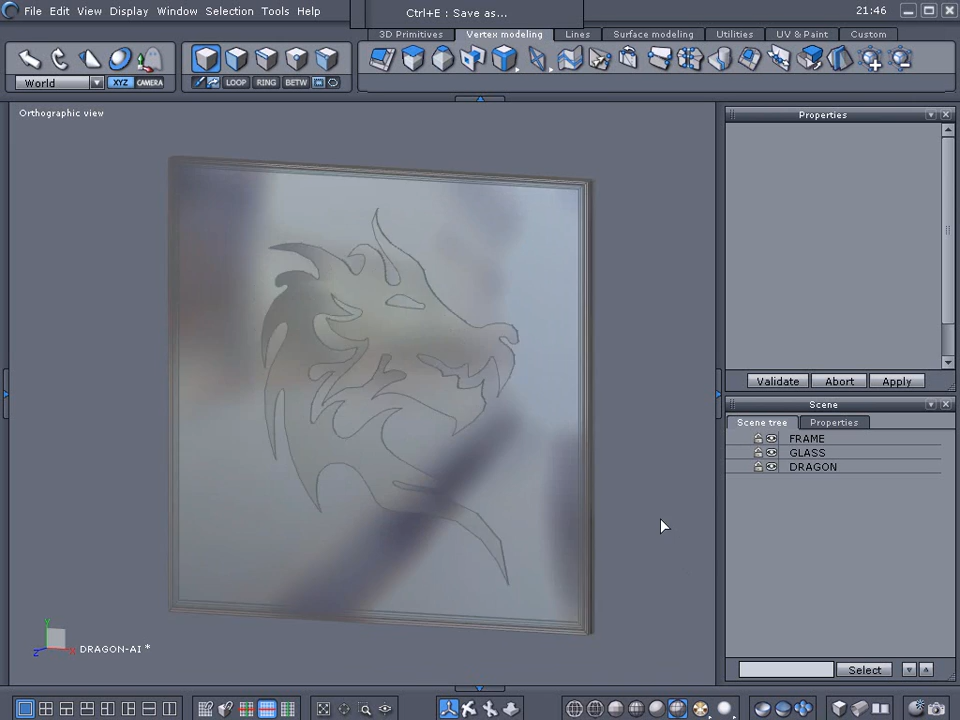 File Edit View Display Window Selection Tools Help
Ctrl+E : Save as...
21:46
3D Primitives Vertex modeling Lines Surface modeling Utilities UV & Paint Custom
World XYZ CAMERA
LOOP RING BETW
Orthographic view
Properties
Validate Abort Apply
Scene
Scene tree Properties
FRAME
GLASS
DRAGON
Y
Z X
DRAGON-AI *
Select